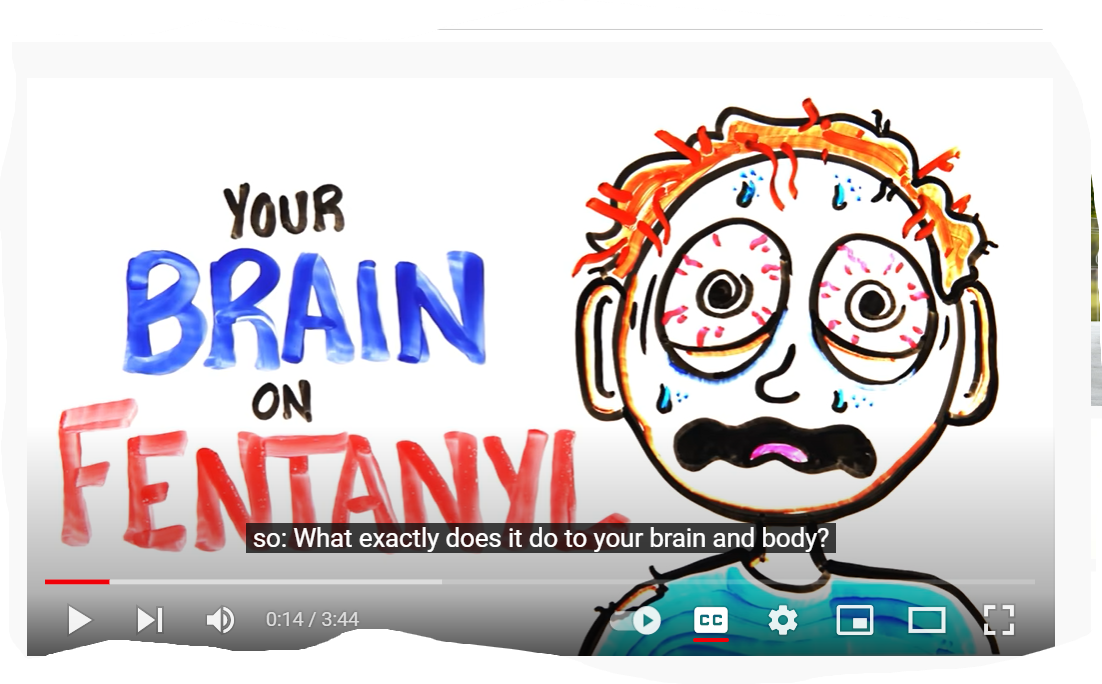 YOUR
BRAIN
ON
FENTANYL
so: What exactly does it do to your brain and body?
0:14 / 3:44
CC